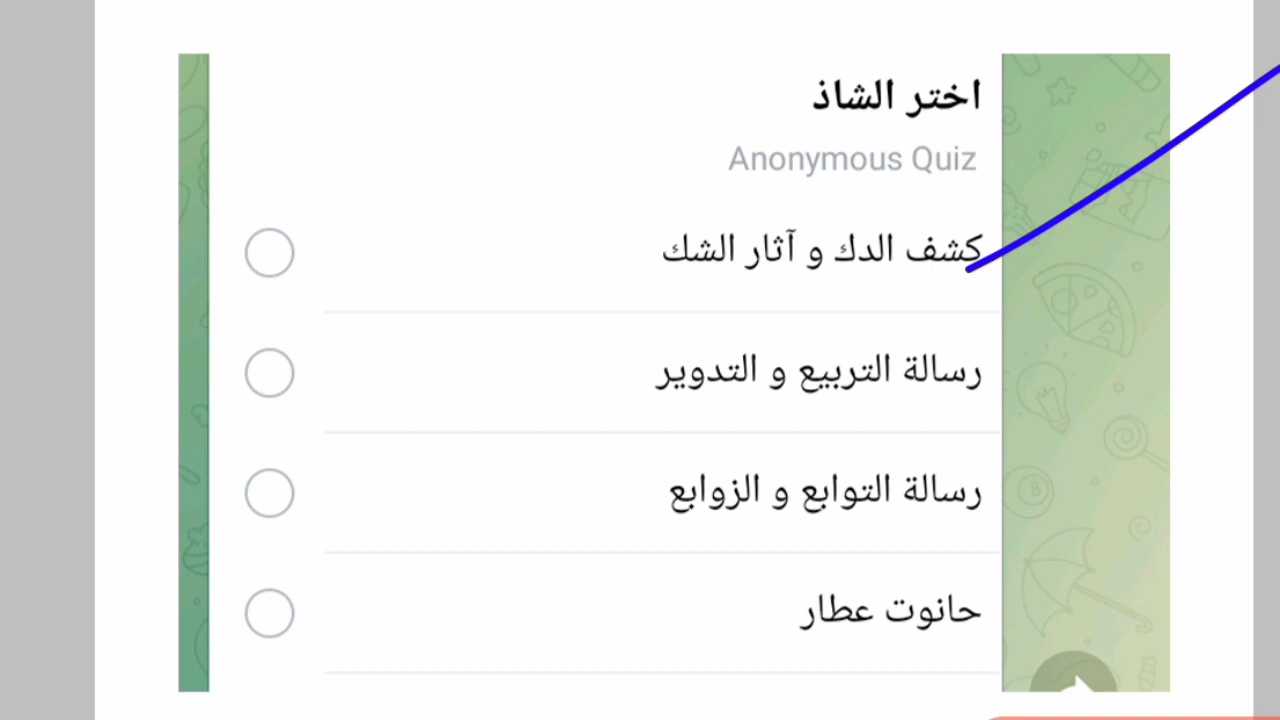 اختر الشاذ
Anonymous Quiz
كشف الدك و آثار الشك
رسالة التربيع و التدوير
رسالة التوابع و الزوابع
حانوت عطار